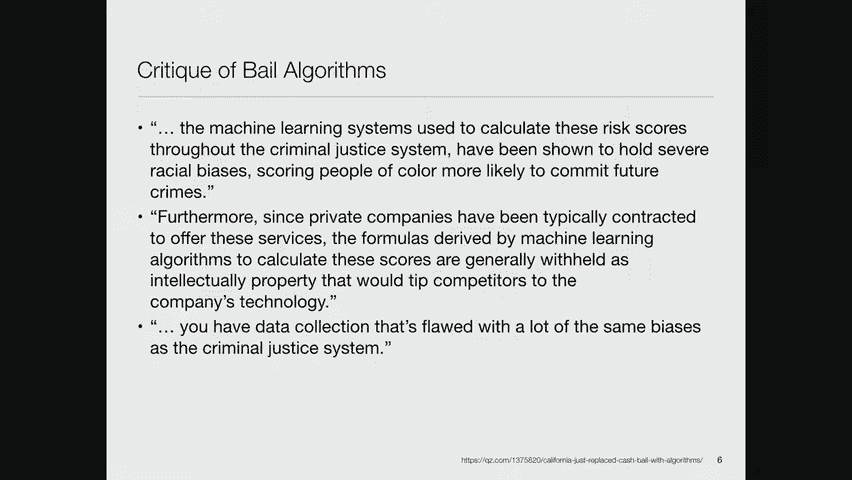 Critique of Bail Algorithms
• “… the machine learning systems used to calculate these risk scores
throughout the criminal justice system, have been shown to hold severe
racial biases, scoring people of color more likely to commit future
crimes.”
• “Furthermore, since private companies have been typically contracted
to offer these services, the formulas derived by machine learning
algorithms to calculate these scores are generally withheld as
intellectually property that would tip competitors to the
company’s technology.”
• “… you have data collection that’s flawed with a lot of the same biases
as the criminal justice system.”
https://qz.com/1375820/california-just-replaced-cash-bail-with-algorithms/ 6